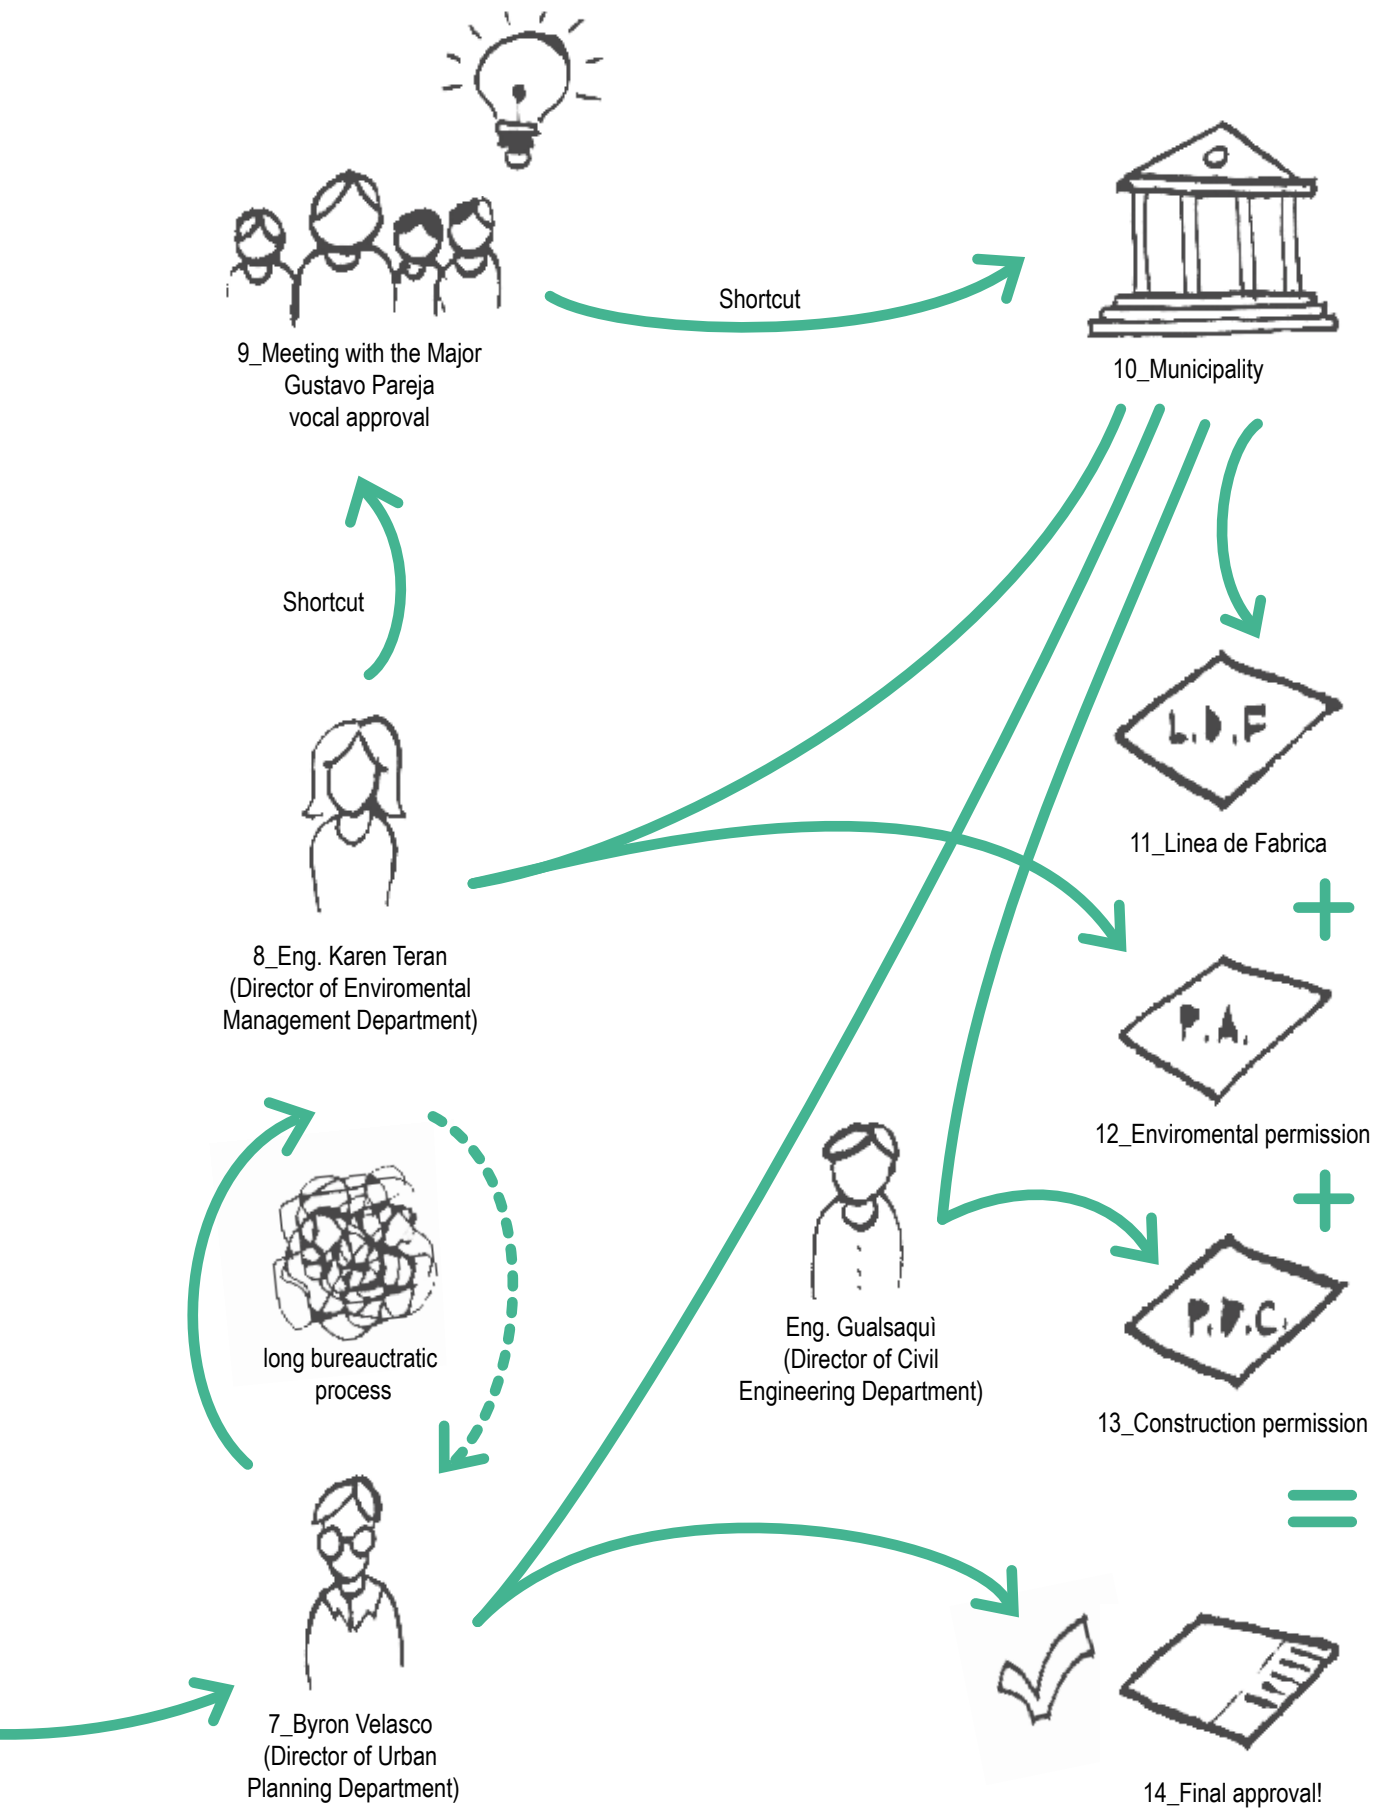 Shortcut
9_Meeting with the Major
Gustavo Pareja
vocal approval
10_Municipality
Shortcut
L.D.F
11_Linea de Fabrica
8_Eng. Karen Teran
(Director of Enviromental
Management Department)
P.A.
12_Enviromental permission
long bureauctratic
process
Eng. Gualsaquì
(Director of Civil
Engineering Department)
P.D.C.
13_Construction permission
7_Byron Velasco
(Director of Urban
Planning Department)
14_Final approval!